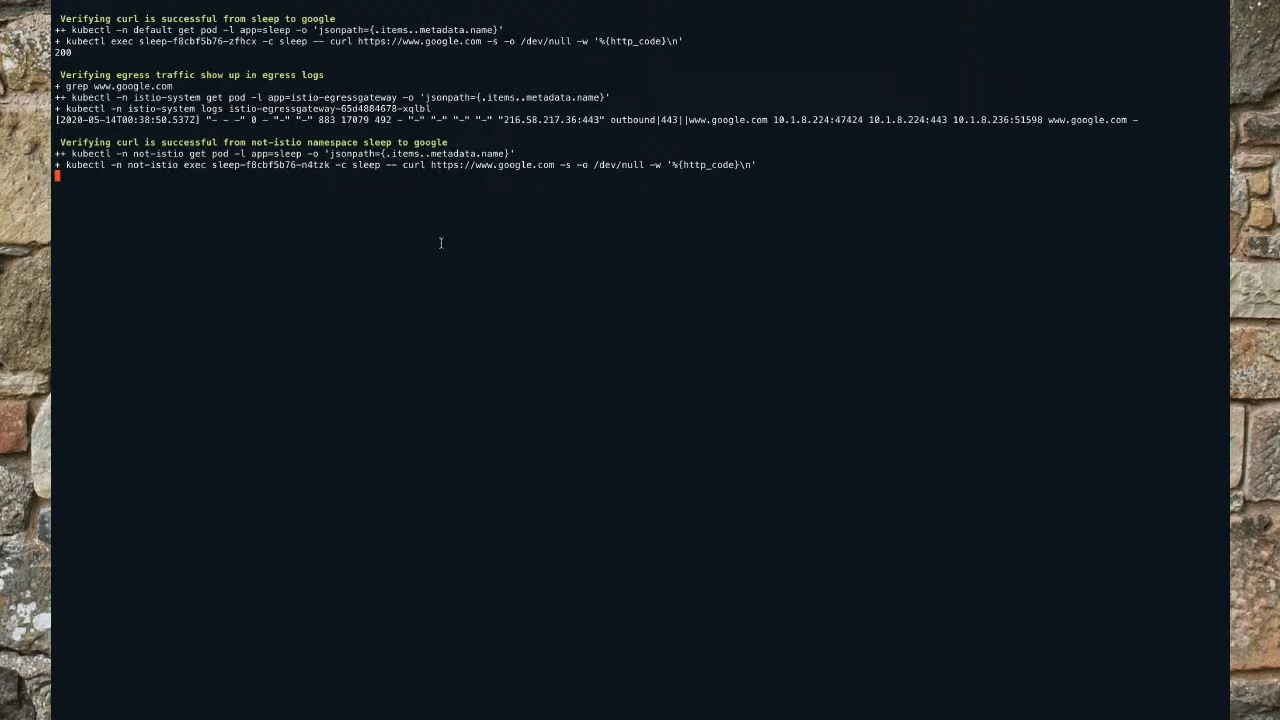 Verifying curl is successful from sleep to google
++ kubectl -n default get pod -l app=sleep -o 'jsonpath={.items..metadata.name}'
+ kubectl exec sleep-f8cbf5b76-zfhcx -c sleep -- curl https://www.google.com -s -o /dev/null -w '%{http_code}\n'
200
Verifying egress traffic show up in egress logs
+ grep www.google.com
++ kubectl -n istio-system get pod -l app=istio-egressgateway -o 'jsonpath={.items..metadata.name}'
+ kubectl -n istio-system logs istio-egressgateway-65d4884678-xqlbl
[2020-05-14T00:38:50.537Z] "- - -" 0 - "-" "-" 883 17079 492 - "-" "-" "-" "-" "216.58.217.36:443" outbound|443||www.google.com 10.1.8.224:47424 10.1.8.224:443 10.1.8.236:51598 www.google.com -
Verifying curl is successful from not-istio namespace sleep to google
++ kubectl -n not-istio get pod -l app=sleep -o 'jsonpath={.items..metadata.name}'
+ kubectl -n not-istio exec sleep-f8cbf5b76-n4tzk -c sleep -- curl https://www.google.com -s -o /dev/null -w '%{http_code}\n'